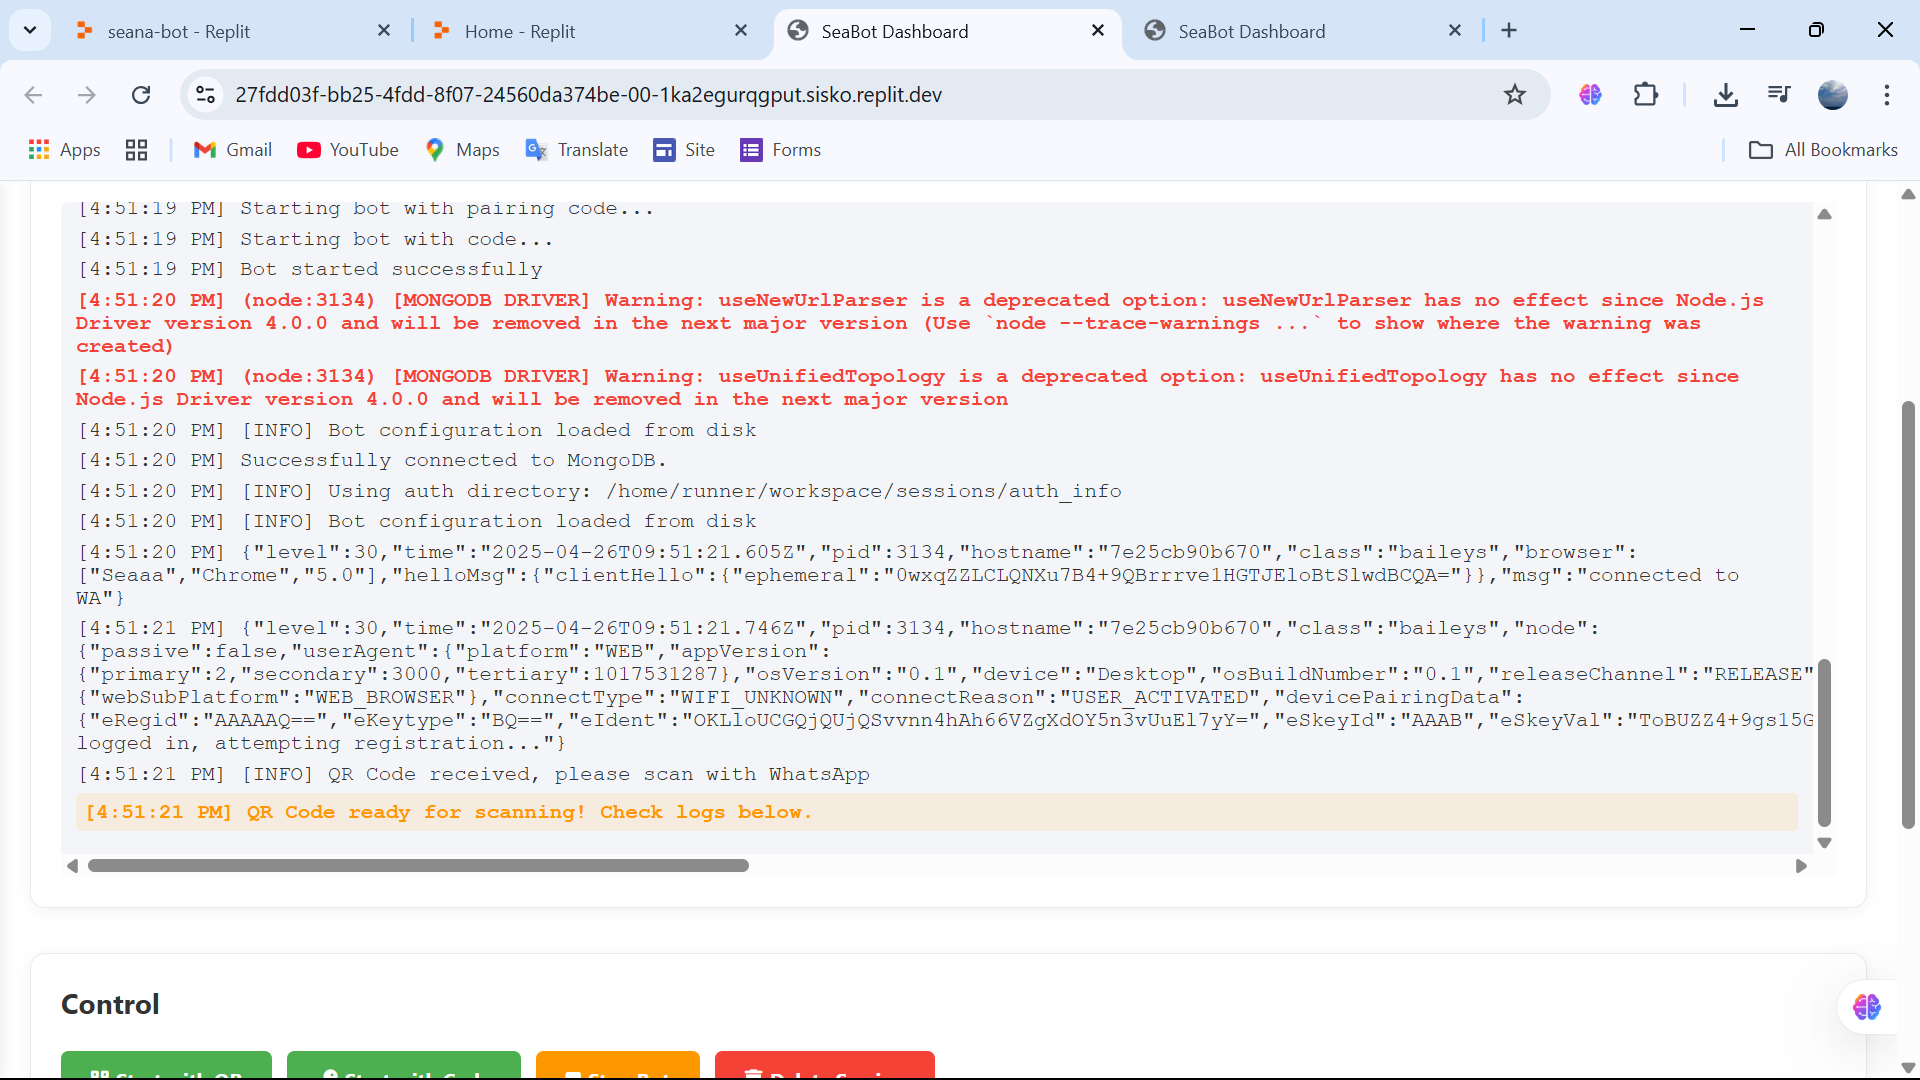 seana-bot - Replit
Home - Replit
SeaBot Dashboard
SeaBot Dashboard
27fdd03f-bb25-4fdd-8f07-24560da374be-00-1ka2egurqgput.sisko.replit.dev
Apps
Gmail
YouTube
Maps
Translate
Site
Forms
All Bookmarks
[4:51:19 PM] Starting bot with pairing code...
[4:51:19 PM] Starting bot with code...
[4:51:19 PM] Bot started successfully
[4:51:20 PM] (node:3134) [MONGODB DRIVER] Warning: useNewUrlParser is a deprecated option: useNewUrlParser has no effect since Node.js
Driver version 4.0.0 and will be removed in the next major version (Use `node --trace-warnings ...` to show where the warning was
created)
[4:51:20 PM] (node:3134) [MONGODB DRIVER] Warning: useUnifiedTopology is a deprecated option: useUnifiedTopology has no effect since
Node.js Driver version 4.0.0 and will be removed in the next major version
[4:51:20 PM] [INFO] Bot configuration loaded from disk
[4:51:20 PM] Successfully connected to MongoDB.
[4:51:20 PM] [INFO] Using auth directory: /home/runner/workspace/sessions/auth_info
[4:51:20 PM] [INFO] Bot configuration loaded from disk
[4:51:20 PM] {"level":30,"time":"2025-04-26T09:51:21.605Z","pid":3134,"hostname":"7e25cb90b670","class":"baileys","browser":
["Seaaa","Chrome","5.0"],"helloMsg":{"clientHello":{"ephemeral":"0wxqZZLCLQNXu7B4+9QBrrrve1HGTJEloBtSlwdBCQA="}},"msg":"connected to
WA"}
[4:51:21 PM] {"level":30,"time":"2025-04-26T09:51:21.746Z","pid":3134,"hostname":"7e25cb90b670","class":"baileys","node":
{"passive":false,"userAgent":{"platform":"WEB","appVersion":
{"primary":2,"secondary":3000,"tertiary":1017531287},"osVersion":"0.1","device":"Desktop","osBuildNumber":"0.1","releaseChannel":"RELEASE"
{"webSubPlatform":"WEB_BROWSER"},"connectType":"WIFI_UNKNOWN","connectReason":"USER_ACTIVATED","devicePairingData":
{"eRegid":"AAAAAQ==","eKeytype":"BQ==","eIdent":"OKLloUCGQjQUjQSvvnn4hAh66VZgXdOY5n3vUuEl7yY=","eSkeyId":"AAAB","eSkeyVal":"ToBUZZ4+9gs15G
logged in, attempting registration..."}
[4:51:21 PM] [INFO] QR Code received, please scan with WhatsApp
[4:51:21 PM] QR Code ready for scanning! Check logs below.
Control